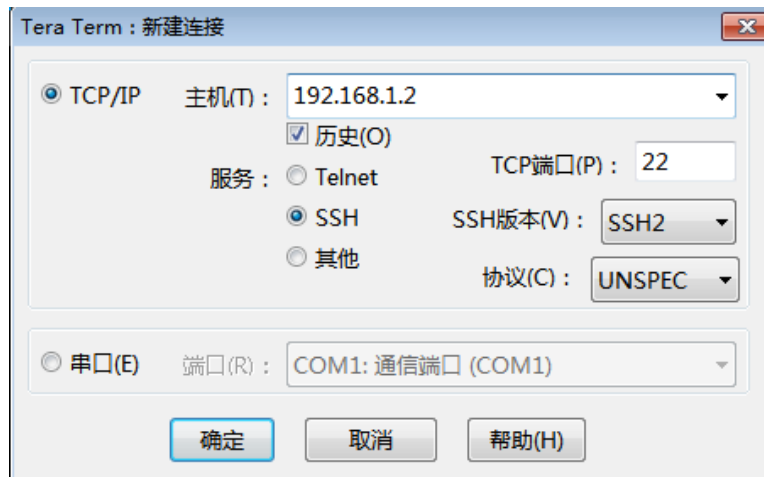 Tera Term : 新建连接
TCP/IP 主机(T) : 192.168.1.2
历史(O)
服务 : Telnet TCP端口(P) : 22
SSH SSH版本(V) : SSH2
其他 协议(C) : UNSPEC
串口(E) 端口(R) : COM1: 通信端口 (COM1)
确定 取消 帮助(H)